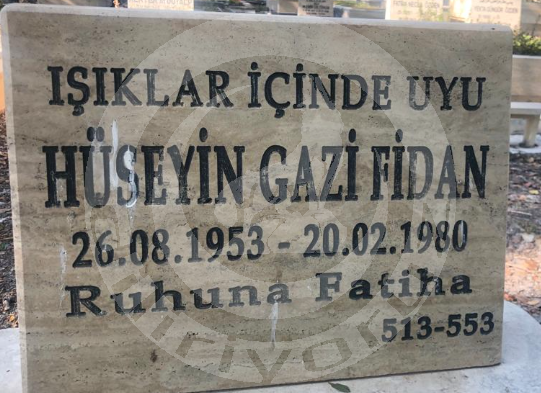 IŞIKLAR İÇİNDE UYU
HÜSEYİN GAZİ FİDAN
26.08.1953 - 20.02.1980
Ruhuna Fatiha
513-553